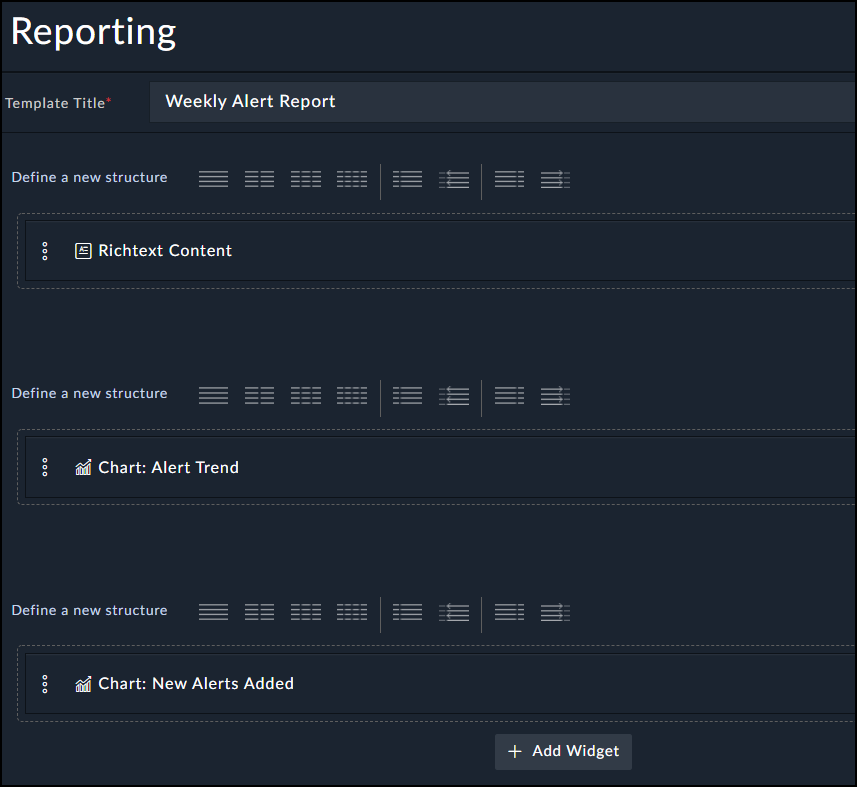 Reporting
Template Title* Weekly Alert Report
Define a new structure
Richtext Content
Define a new structure
Chart: Alert Trend
Define a new structure
Chart: New Alerts Added
+ Add Widget